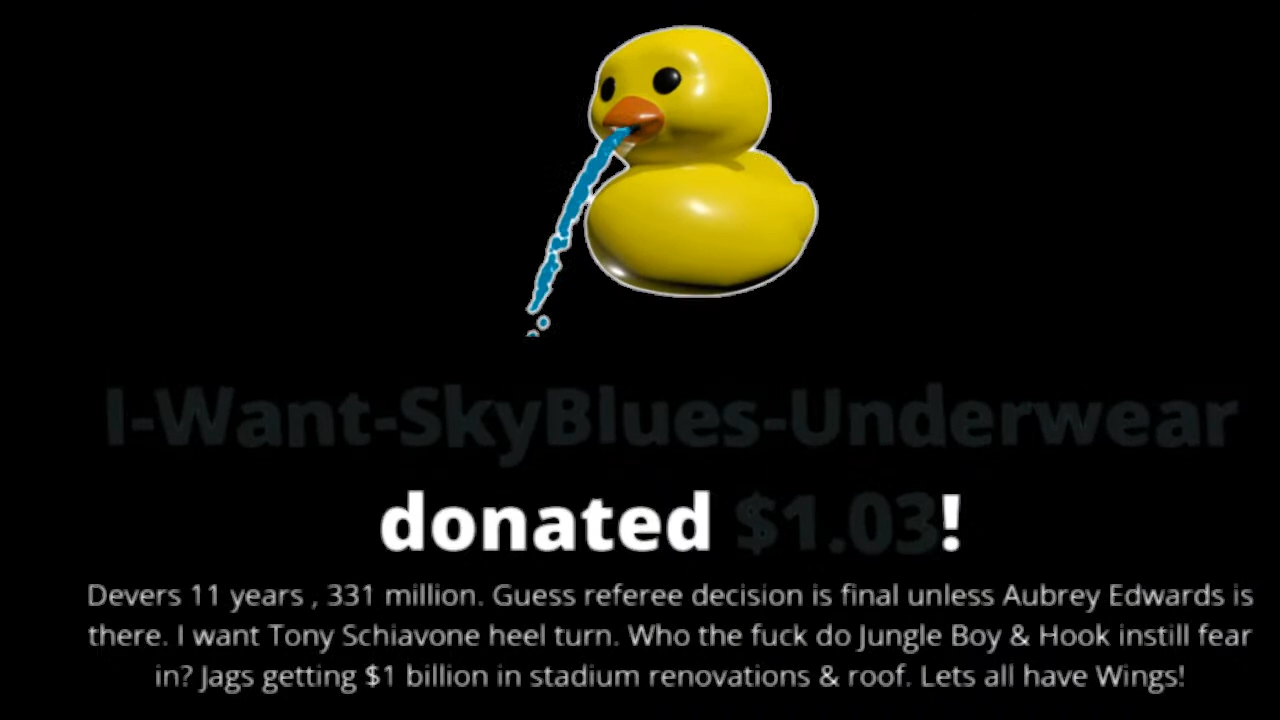 I-Want-SkyBlues-Underwear
donated $1.03!
Devers 11 years , 331 million. Guess referee decision is final unless Aubrey Edwards is
there. I want Tony Schiavone heel turn. Who the fuck do Jungle Boy & Hook instill fear
in? Jags getting $1 billion in stadium renovations & roof. Lets all have Wings!